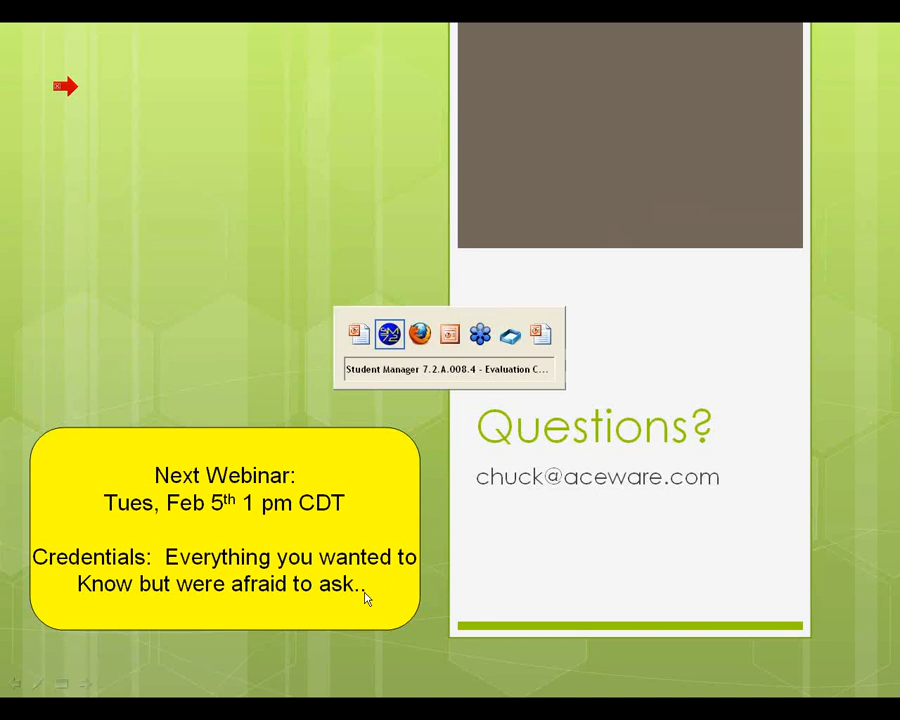 Student Manager 7.2.A.008.4 - Evaluation C...
Questions?
chuck@aceware.com
Next Webinar:
Tues, Feb 5th 1 pm CDT
Credentials: Everything you wanted to
Know but were afraid to ask..